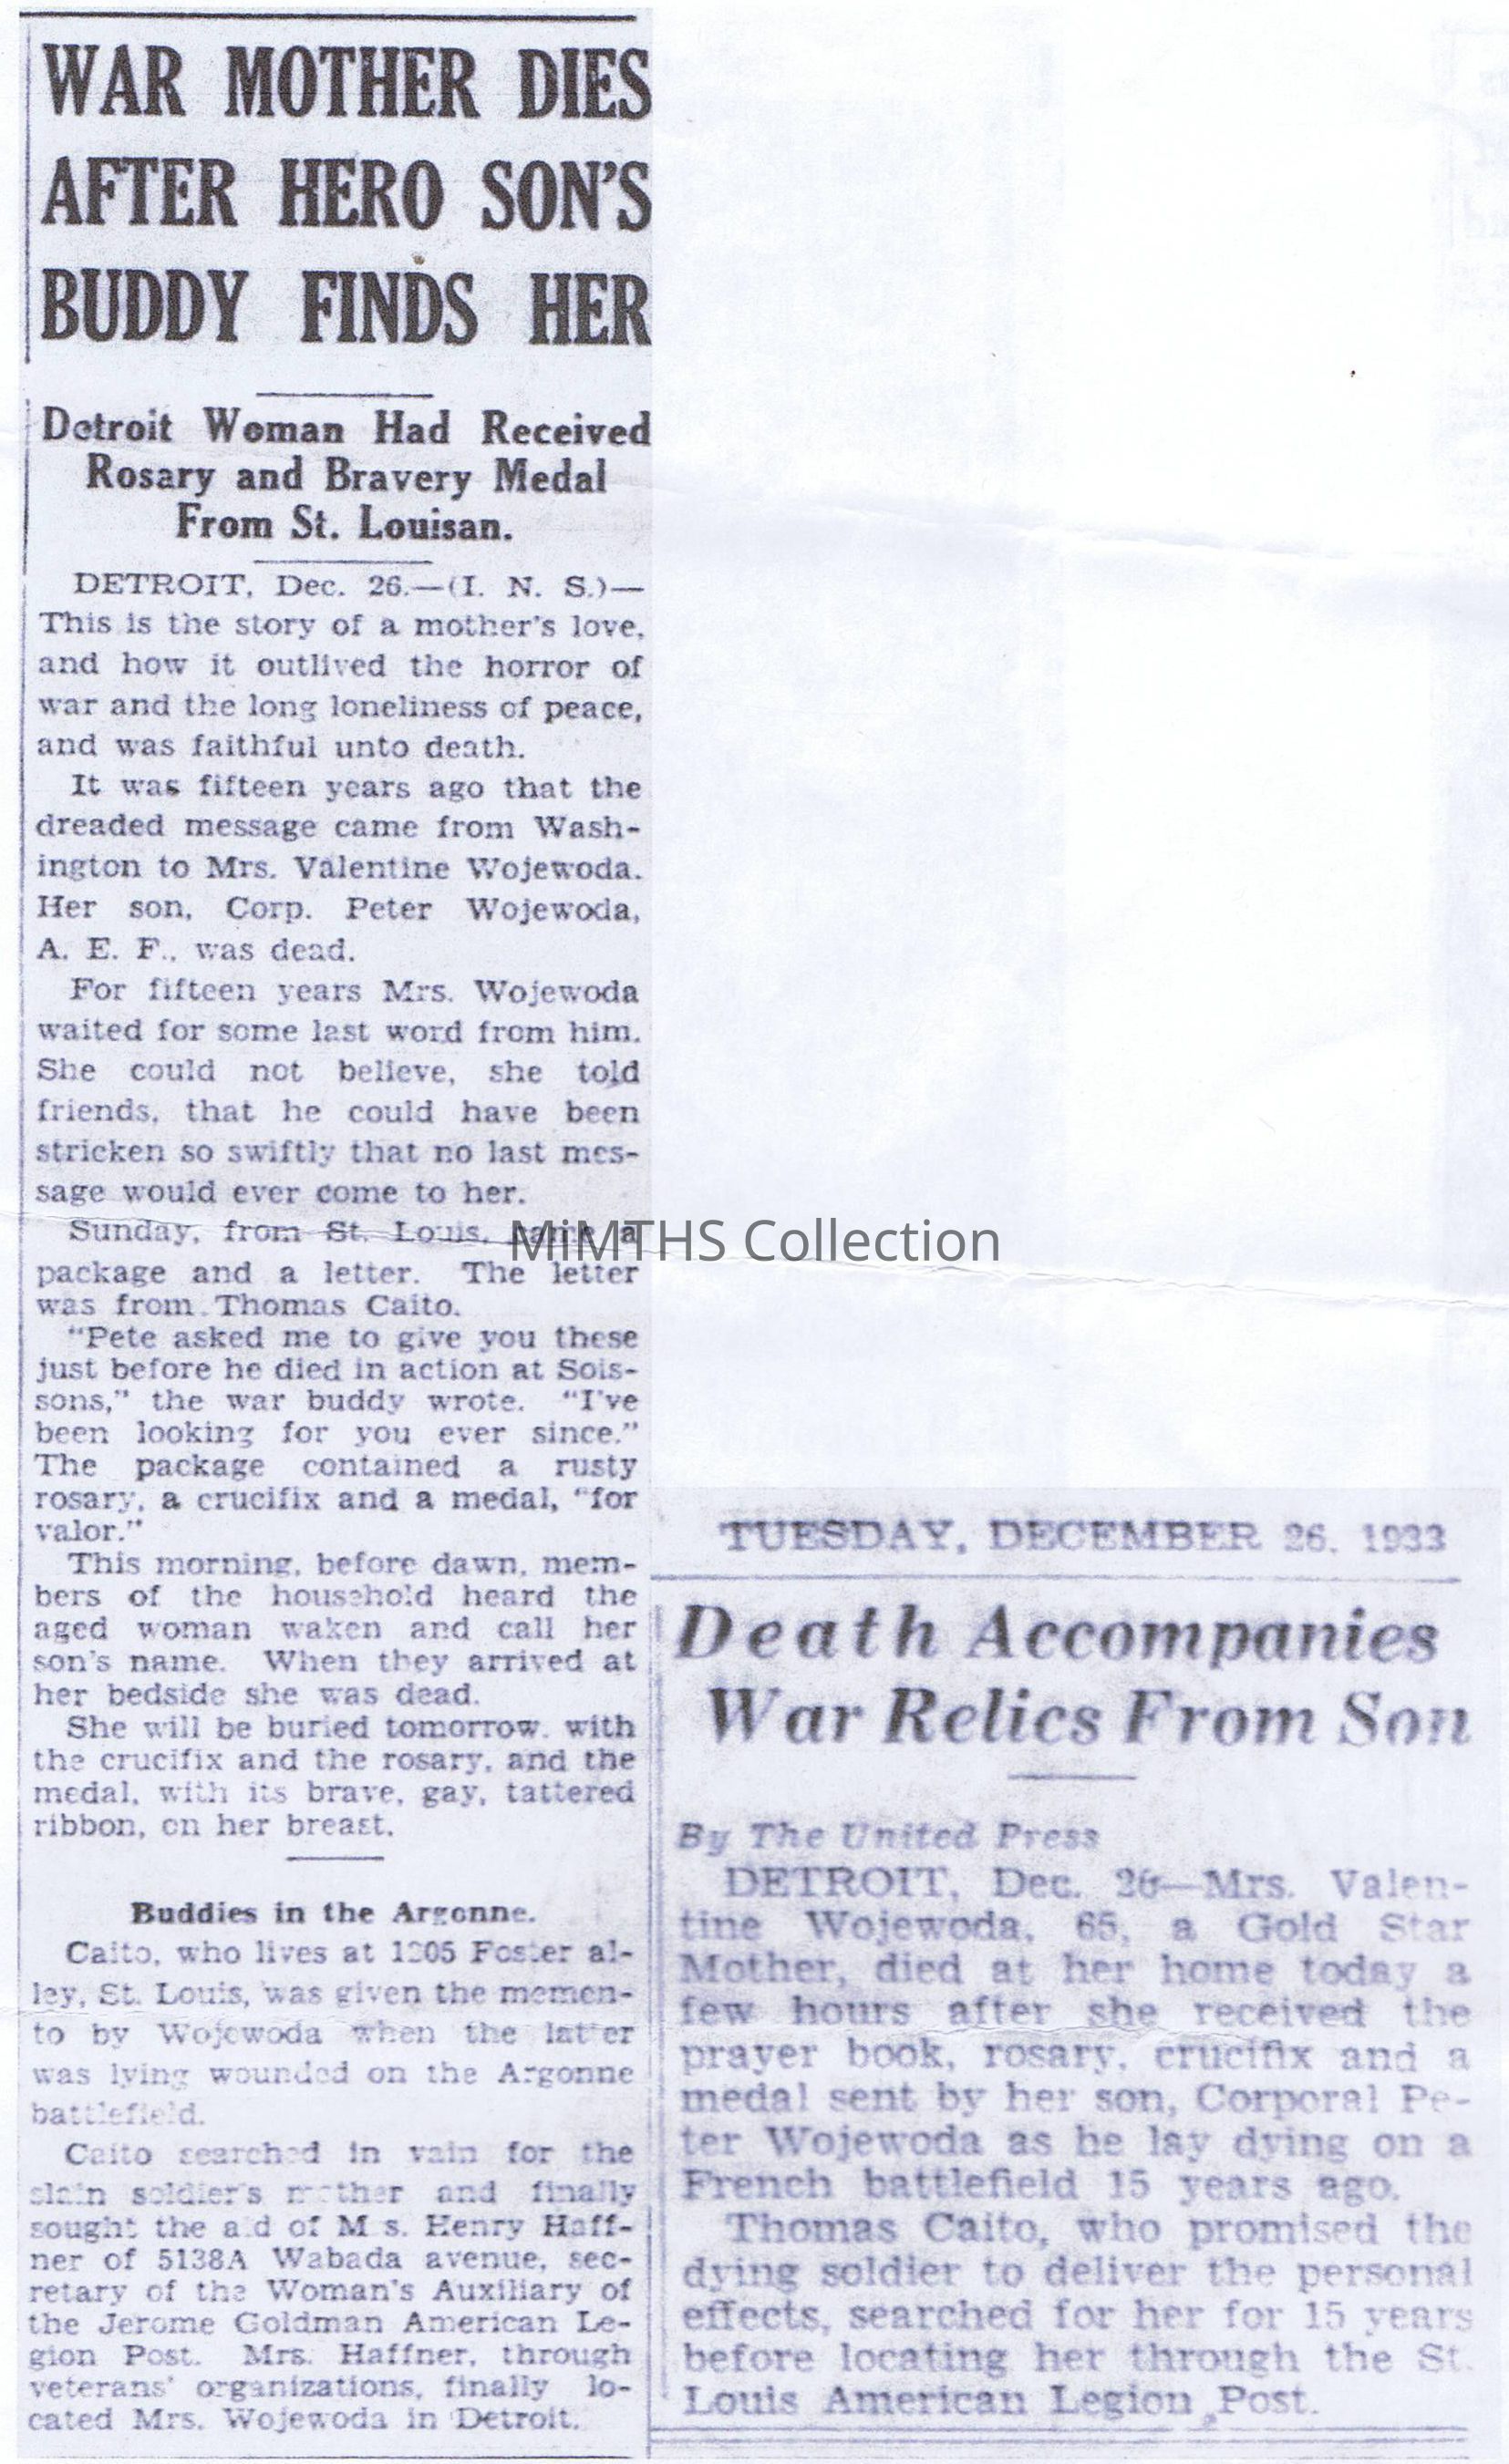 WAR MOTHER DIES
AFTER HERO SON'S
BUDDY FINDS HER
Detroit Woman Had Received
Rosary and Bravery Medal
From St. Louisan.
DETROIT, Dec. 26.—(I. N. S.)—
This is the story of a mother's love,
and how it outlived the horror of
war and the long loneliness of peace,
and was faithful unto death.
It was fifteen years ago that the
dreaded message came from Wash-
ington to Mrs. Valentine Wojewoda.
Her son, Corp. Peter Wojewoda,
A. E. F., was dead.
For fifteen years Mrs. Wojewoda
waited for some last word from him.
She could not believe, she told
friends, that he could have been
stricken so swiftly that no last mes-
sage would ever come to her.
Sunday, from St. Louis, came a
package and a letter. The letter
was from Thomas Caito.
"Pete asked me to give you these
just before he died in action at Sois-
sons," the war buddy wrote. "I've
been looking for you ever since."
The package contained a rusty
rosary, a crucifix and a medal, "for
valor."
This morning, before dawn, mem-
bers of the household heard the
aged woman waken and call her
son's name. When they arrived at
her bedside she was dead.
She will be buried tomorrow, with
the crucifix and the rosary, and the
medal, with its brave, gay, tattered
ribbon, on her breast.
Buddies in the Argonne.
Caito, who lives at Foster al-
ley, St. Louis, was given the memen-
to by Wojewoda when the latter
was lying wounded on the Argonne
battlefield.
Caito searched in vain for the
slain soldier's mother and finally
sought the aid of Mrs. Henry Haff-
ner of 5138A Wabada avenue, sec-
retary of the Woman's Auxiliary of
the Jerome Goldman American Le-
gion Post. Mrs. Haffner, through
veterans' organizations, finally lo-
cated Mrs. Wojewoda in Detroit.
MiMTHS Collection
TUESDAY, DECEMBER 26, 1933
Death Accompanies
War Relics From Son
By The United Press
DETROIT, Dec. 26—Mrs. Valen-
tine Wojewoda, 65, a Gold Star
Mother, died at her home today a
few hours after she received the
prayer book, rosary, crucifix and a
medal sent by her son, Corporal Pe-
ter Wojewoda as he lay dying on a
French battlefield 15 years ago.
Thomas Caito, who promised the
dying soldier to deliver the personal
effects, searched for her for 15 years
before locating her through the St.
Louis American Legion Post.